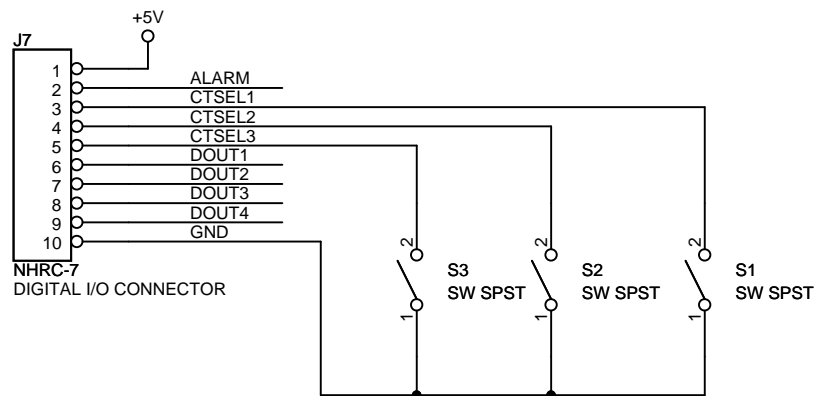 +5V
J7
1
2 ALARM
3 CTSEL1
4 CTSEL2
5 CTSEL3
6 DOUT1
7 DOUT2
8 DOUT3
9 DOUT4
10 GND
NHRC-7
DIGITAL I/O CONNECTOR
2
1
S3
SW SPST
2
1
S2
SW SPST
2
1
S1
SW SPST